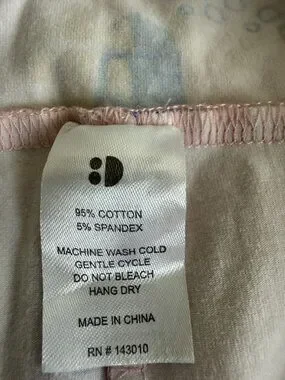 95% COTTON
5% SPANDEX
MACHINE WASH COLD
GENTLE CYCLE
DO NOT BLEACH
HANG DRY
MADE IN CHINA
RN # 143010